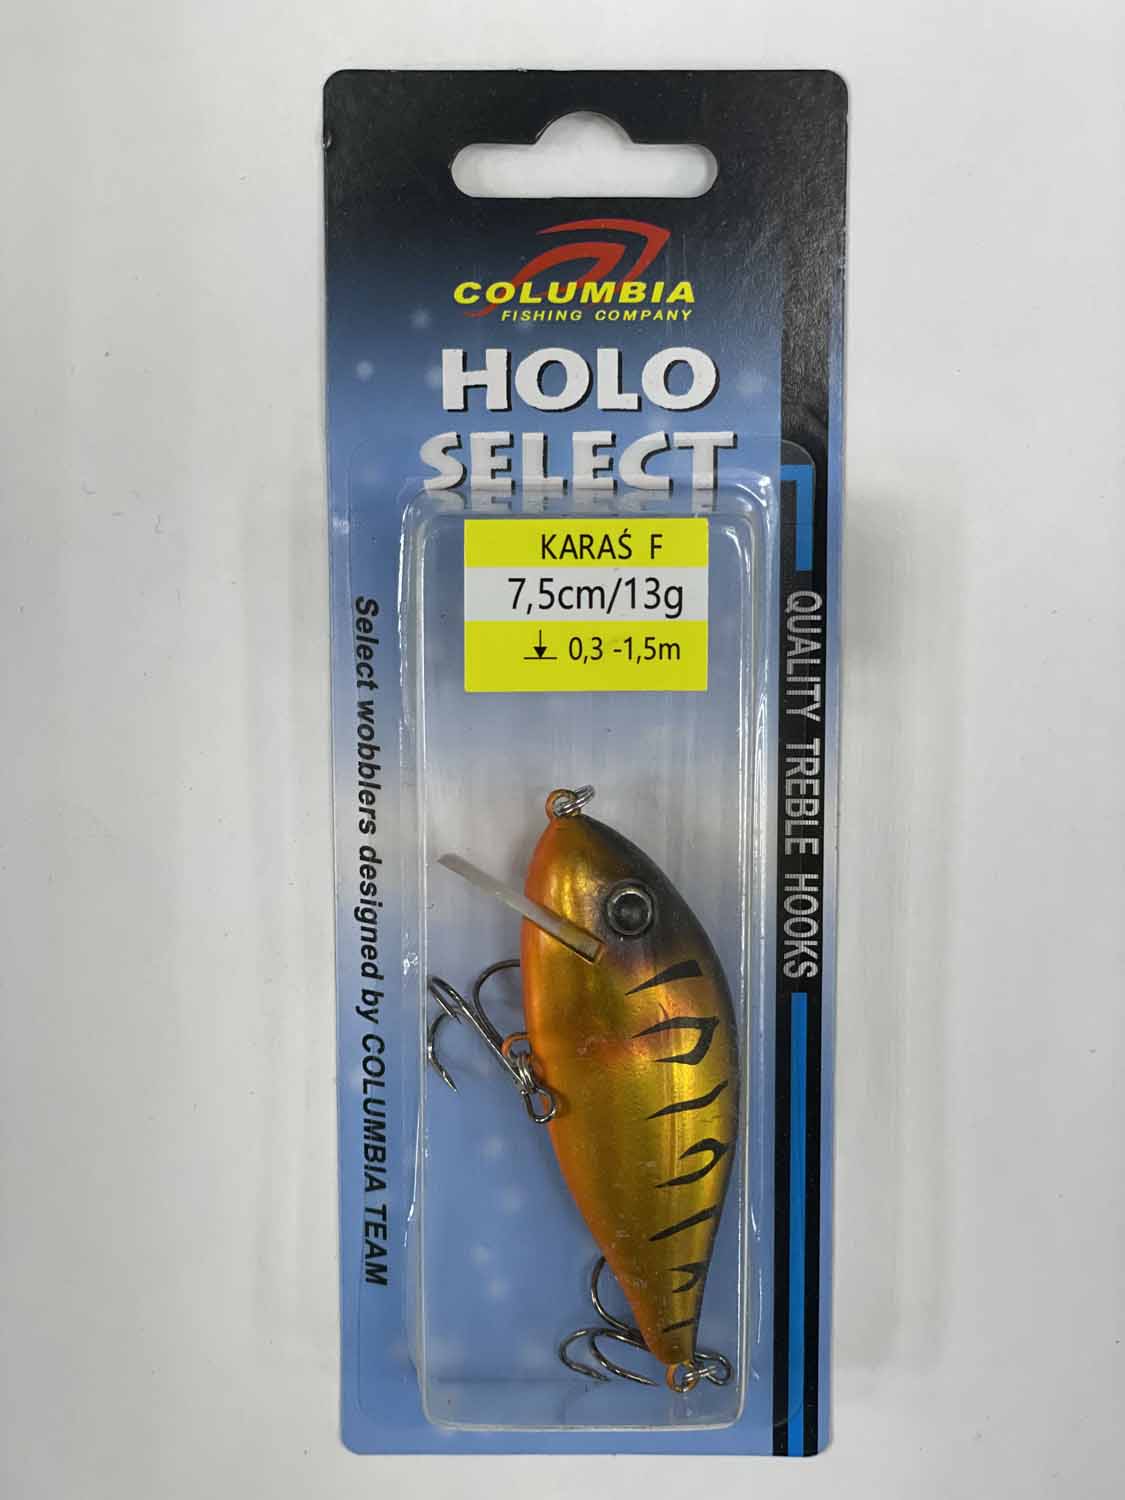 COLUMBIA
FISHING COMPANY
HOLO
SELECT
KARAŚ F
7,5cm/13g
0,3 -1,5m
Select wobblers designed by COLUMBIA TEAM
QUALITY TREBLE HOOKS